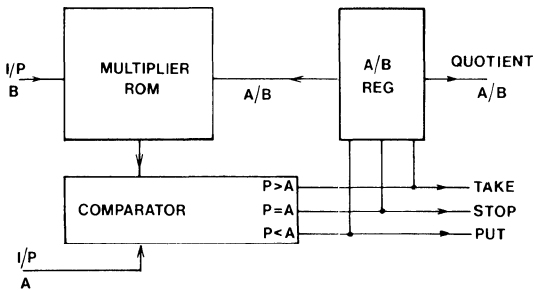 I/P
B
MULTIPLIER
ROM
A/B
A/B
REG
QUOTIENT
A/B
COMPARATOR
P>A
TAKE
P=A
STOP
P<A
PUT
I/P
A